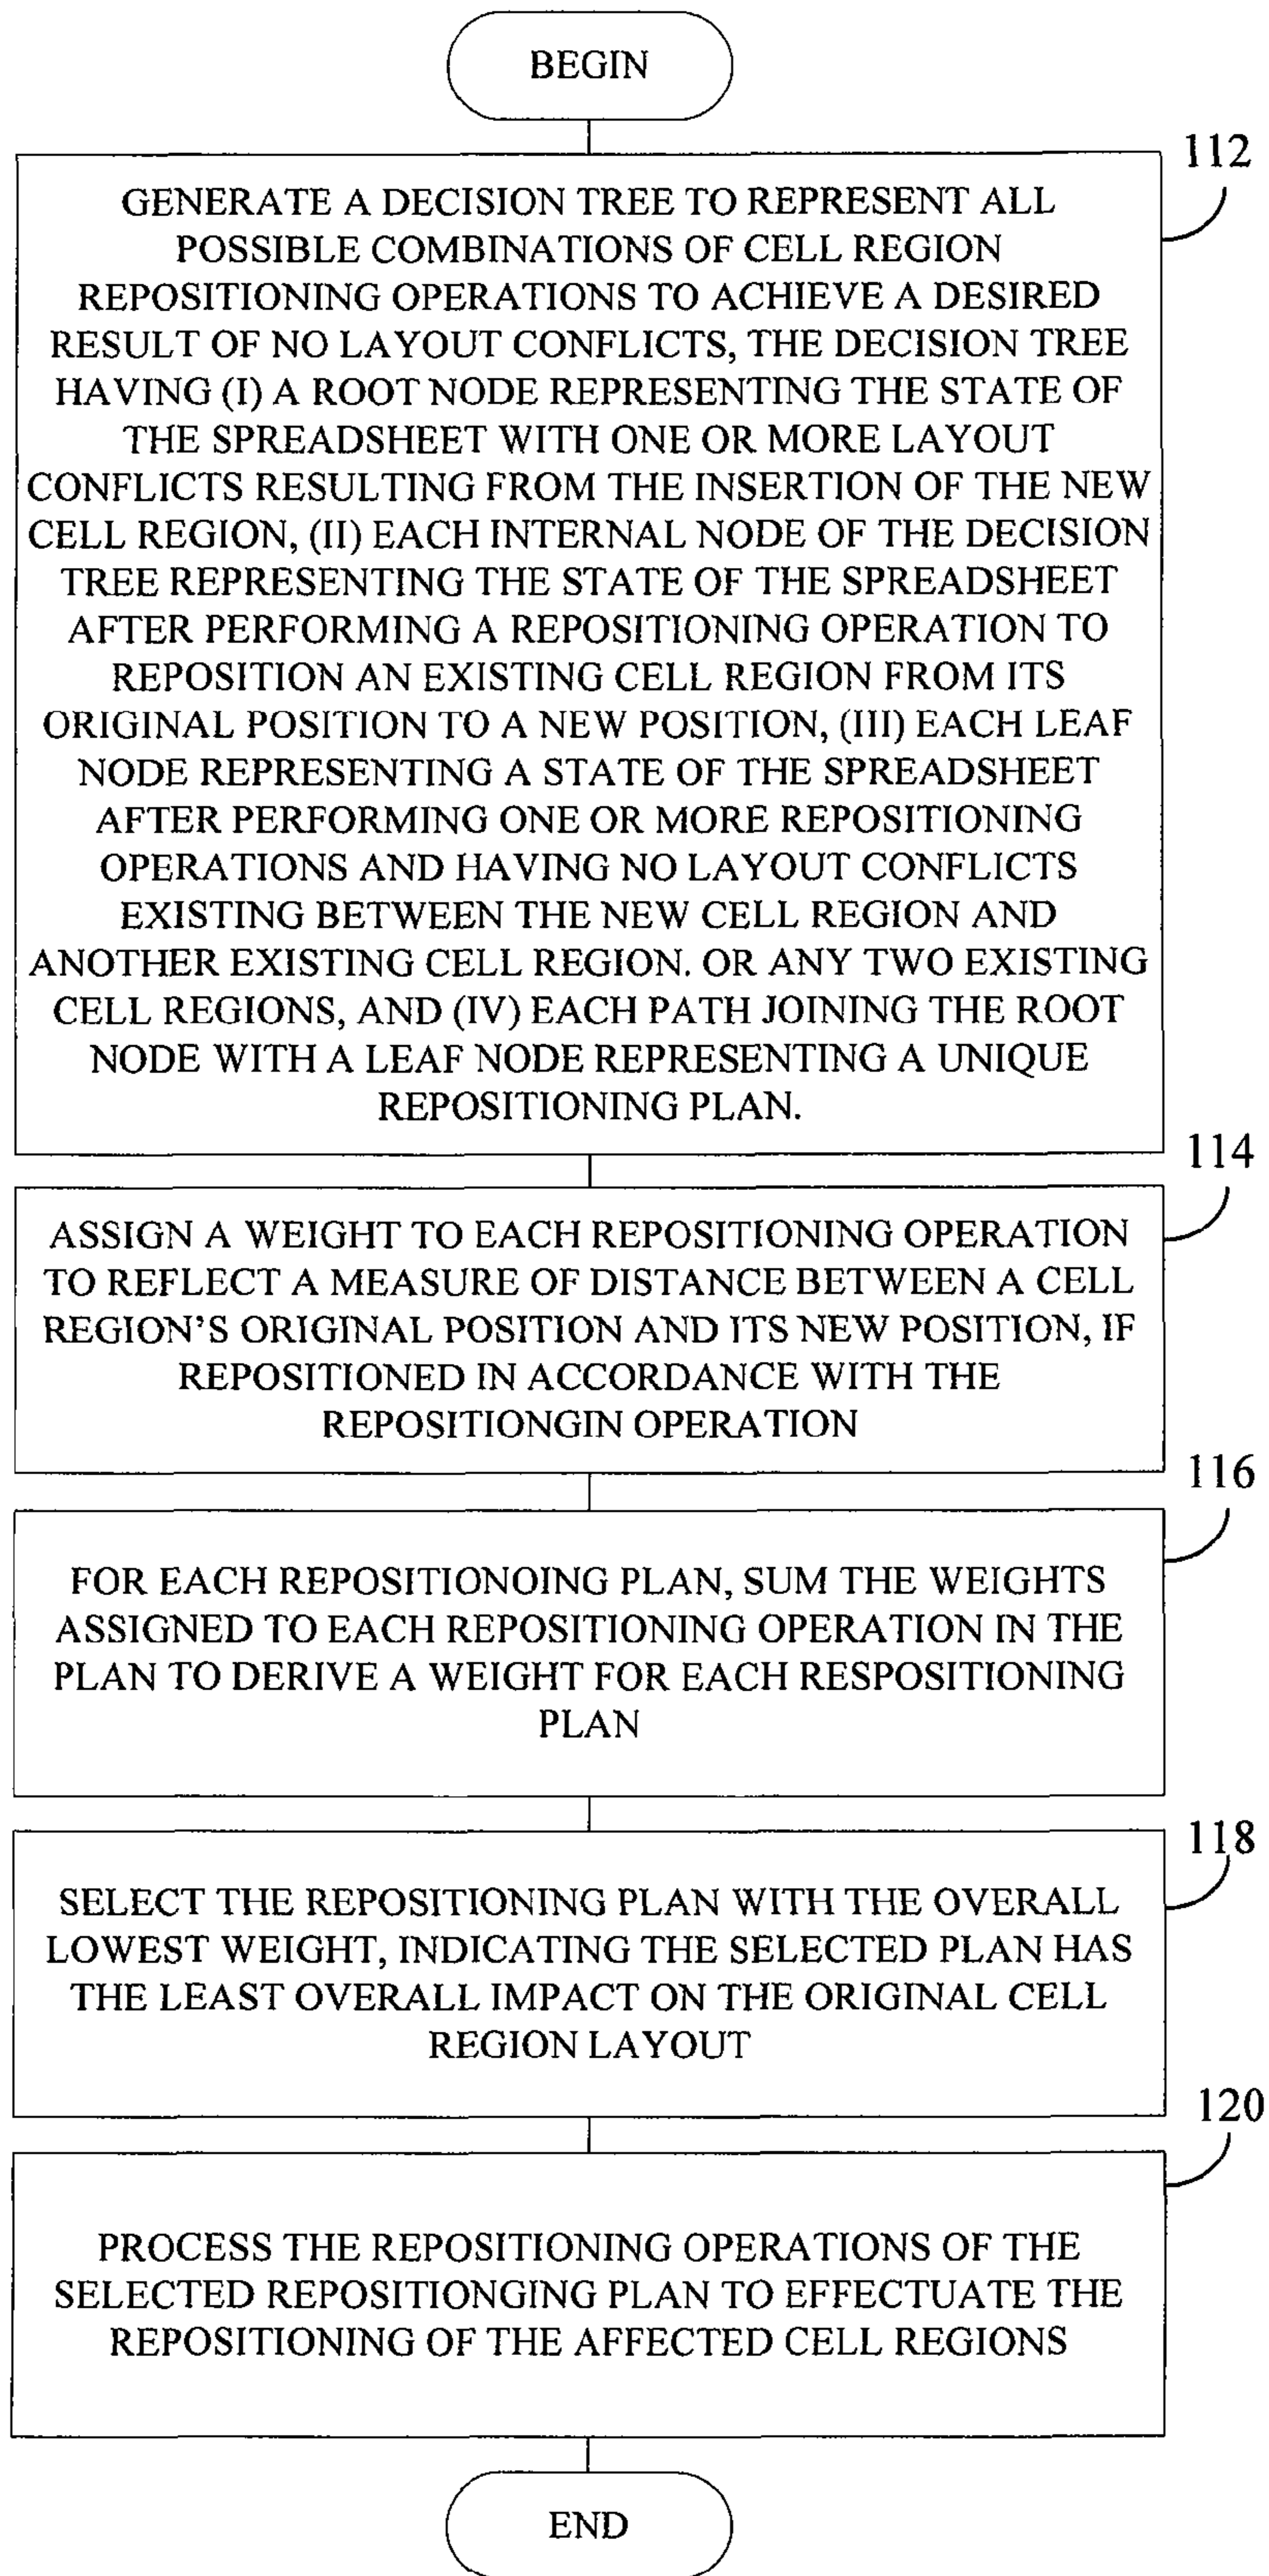 BEGIN
112
GENERATE A DECISION TREE TO REPRESENT ALL
POSSIBLE COMBINATIONS OF CELL REGION
REPOSITIONING OPERATIONS TO ACHIEVE A DESIRED
RESULT OF NO LAYOUT CONFLICTS, THE DECISION TREE
HAVING (I) A ROOT NODE REPRESENTING THE STATE OF
THE SPREADSHEET WITH ONE OR MORE LAYOUT
CONFLICTS RESULTING FROM THE INSERTION OF THE NEW
CELL REGION, (II) EACH INTERNAL NODE OF THE DECISION
TREE REPRESENTING THE STATE OF THE SPREADSHEET
AFTER PERFORMING A REPOSITIONING OPERATION TO
REPOSITION AN EXISTING CELL REGION FROM ITS
ORIGINAL POSITION TO A NEW POSITION, (III) EACH LEAF
NODE REPRESENTING A STATE OF THE SPREADSHEET
AFTER PERFORMING ONE OR MORE REPOSITIONING
OPERATIONS AND HAVING NO LAYOUT CONFLICTS
EXISTING BETWEEN THE NEW CELL REGION AND
ANOTHER EXISTING CELL REGION. OR ANY TWO EXISTING
CELL REGIONS, AND (IV) EACH PATH JOINING THE ROOT
NODE WITH A LEAF NODE REPRESENTING A UNIQUE
REPOSITIONING PLAN.
114
ASSIGN A WEIGHT TO EACH REPOSITIONING OPERATION
TO REFLECT A MEASURE OF DISTANCE BETWEEN A CELL
REGION'S ORIGINAL POSITION AND ITS NEW POSITION, IF
REPOSITIONED IN ACCORDANCE WITH THE
REPOSITIONGIN OPERATION
116
FOR EACH REPOSITIONOING PLAN, SUM THE WEIGHTS
ASSIGNED TO EACH REPOSITIONING OPERATION IN THE
PLAN TO DERIVE A WEIGHT FOR EACH RESPOSITIONING
PLAN
118
SELECT THE REPOSITIONING PLAN WITH THE OVERALL
LOWEST WEIGHT, INDICATING THE SELECTED PLAN HAS
THE LEAST OVERALL IMPACT ON THE ORIGINAL CELL
REGION LAYOUT
120
PROCESS THE REPOSITIONING OPERATIONS OF THE
SELECTED REPOSITIONGING PLAN TO EFFECTUATE THE
REPOSITIONING OF THE AFFECTED CELL REGIONS
END